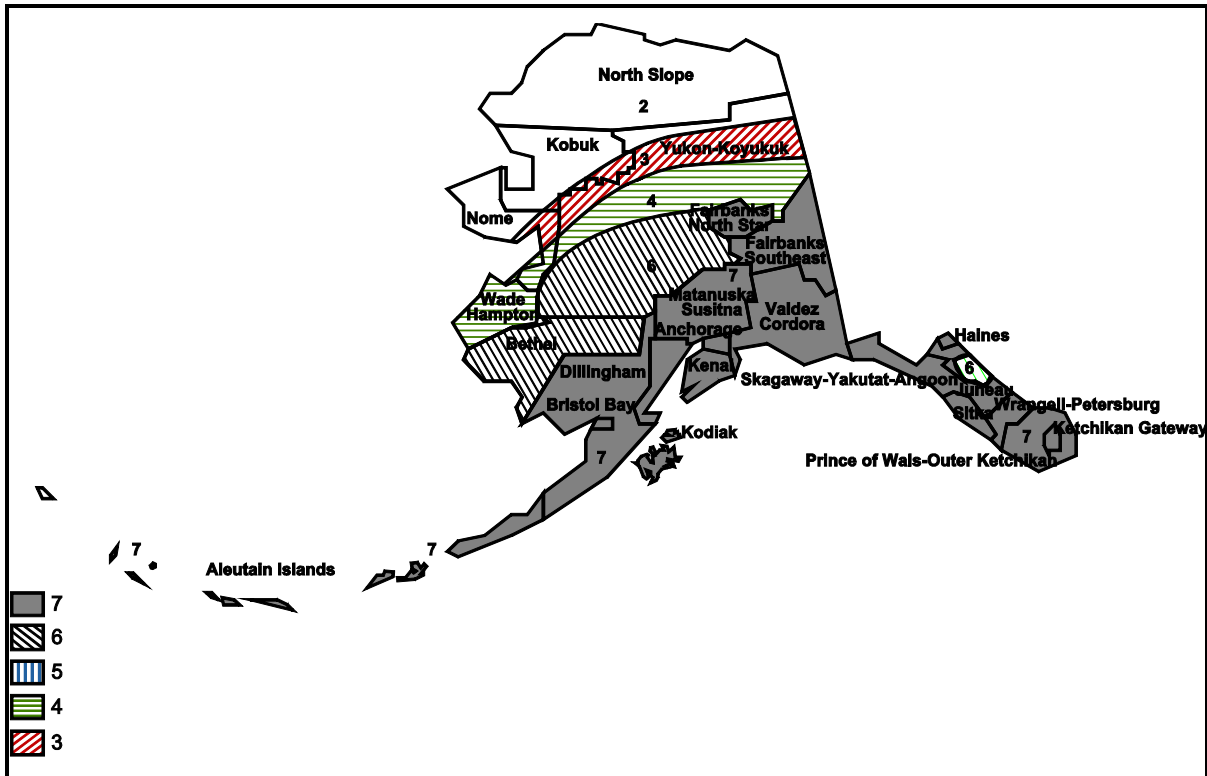 North Slope
2
Kobuk
3
Yukon-Koyukuk
4
Nome
Fairbanks
North Star
Fairbanks
Southeast
6
7
Wade
Hampton
Matanuska
Susitna
Valdez
Cordora
Anchorage
Bethel
Haines
Dillingham
Kenai
6
Skagaway-Yakutat-Angoon
Juneau
Bristol Bay
Sitka
Wrangell-Petersburg
Kodiak
7
Ketchikan Gateway
7
Prince of Wals-Outer Ketchikan
7
7
Aleutain Islands
7
6
5
4
3